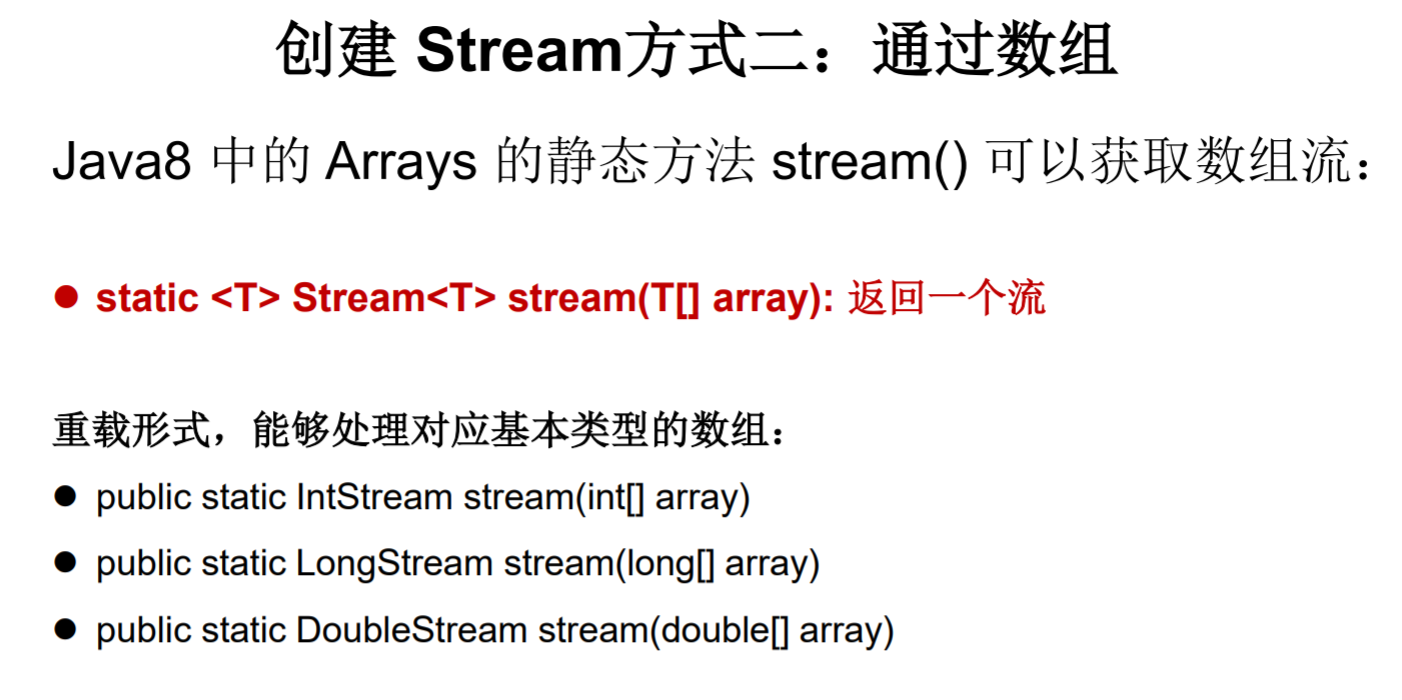 创建 Stream方式二：通过数组
Java8 中的 Arrays 的静态方法 stream() 可以获取数组流：
● static <T> Stream<T> stream(T[] array): 返回一个流
重载形式，能够处理对应基本类型的数组：
● public static IntStream stream(int[] array)
● public static LongStream stream(long[] array)
● public static DoubleStream stream(double[] array)